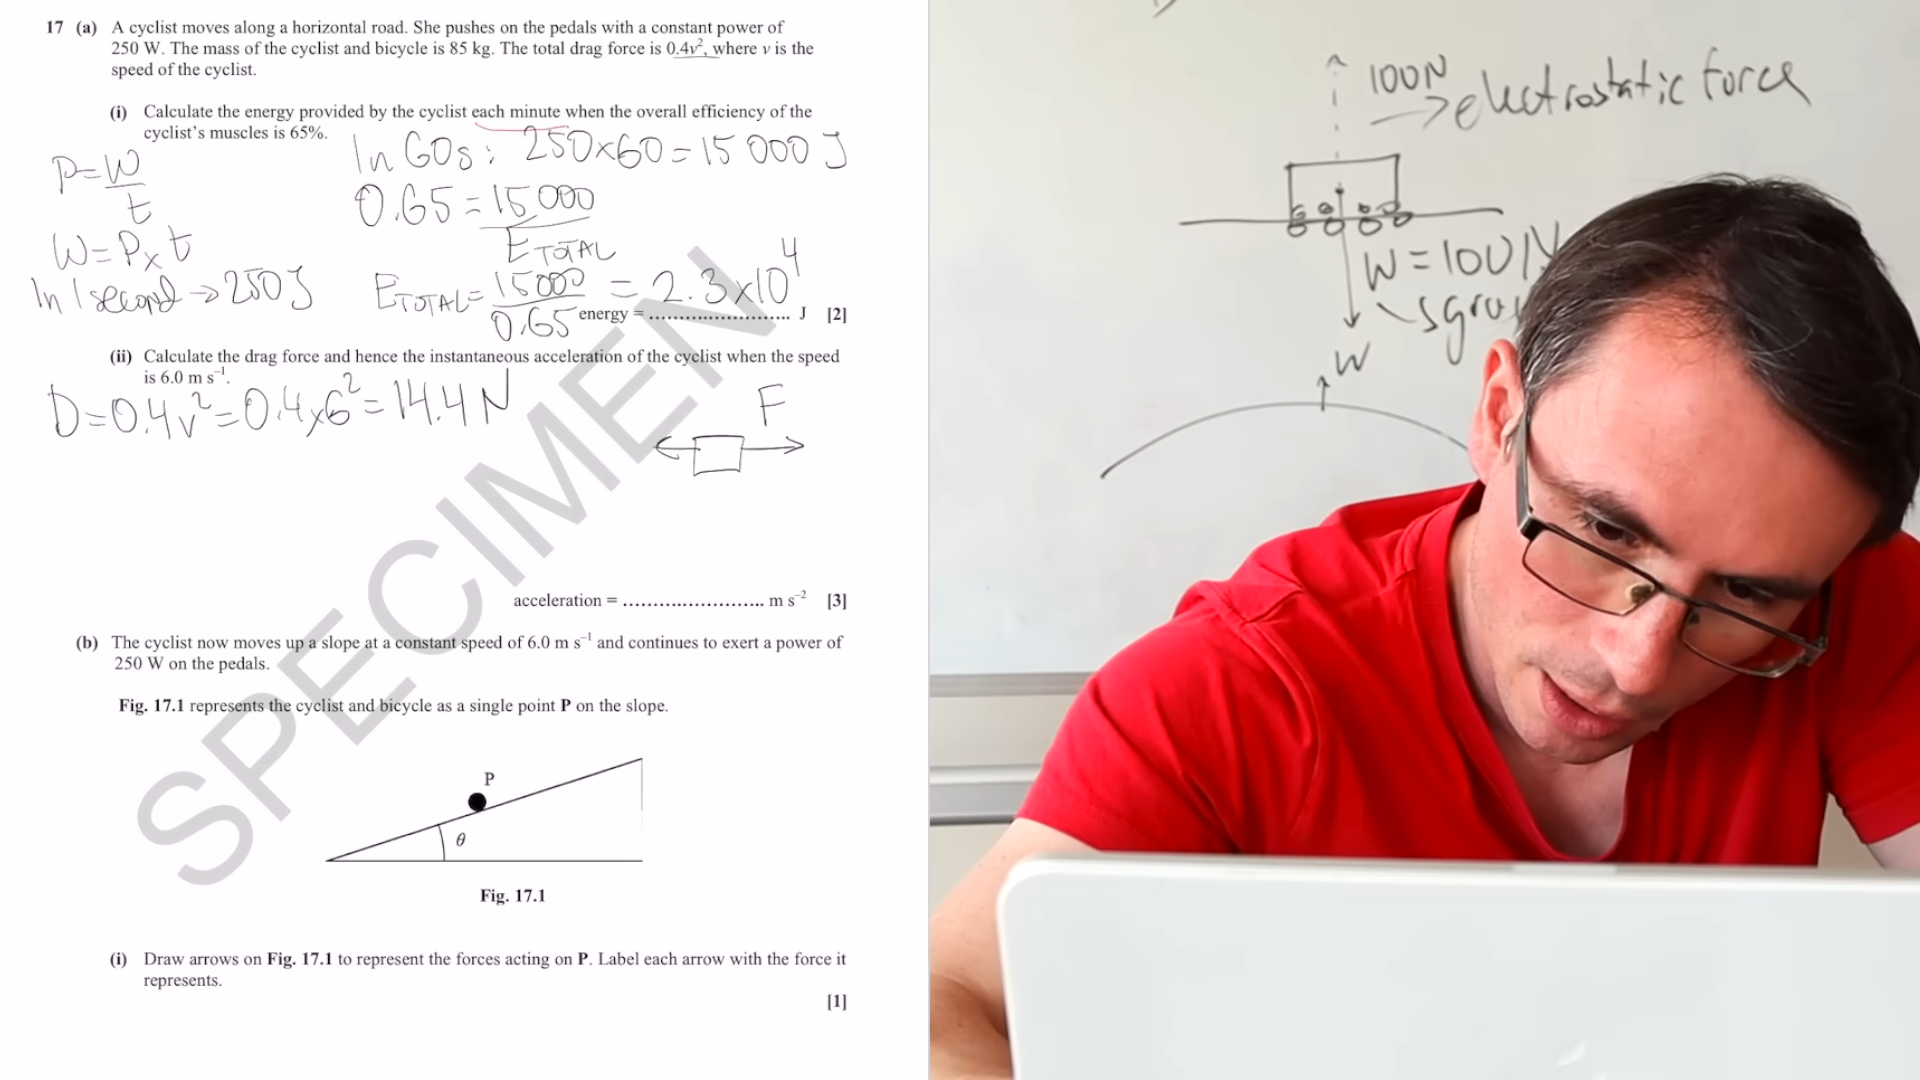 17 (a) A cyclist moves along a horizontal road. She pushes on the pedals with a constant power of
250 W. The mass of the cyclist and bicycle is 85 kg. The total drag force is 0.4v², where v is the
speed of the cyclist.
(i) Calculate the energy provided by the cyclist each minute when the overall efficiency of the
cyclist's muscles is 65%.
In 60s: 250×60=15 000 J
P=W/t
0.65=15 000/E TOTAL
W=P×t
In 1 second→250J
E TOTAL=15000/0.65 = 2.3×10⁴
energy = ........................ J [2]
(ii) Calculate the drag force and hence the instantaneous acceleration of the cyclist when the speed
is 6.0 m s⁻¹.
D=0.4v²=0.4×6²=14.4 N
F
acceleration = ........................ m s⁻² [3]
(b) The cyclist now moves up a slope at a constant speed of 6.0 m s⁻¹ and continues to exert a power of
250 W on the pedals.
Fig. 17.1 represents the cyclist and bicycle as a single point P on the slope.
P
θ
Fig. 17.1
(i) Draw arrows on Fig. 17.1 to represent the forces acting on P. Label each arrow with the force it
represents.
[1]
SPECIMEN
100N
→electrostatic force
W=100N
W